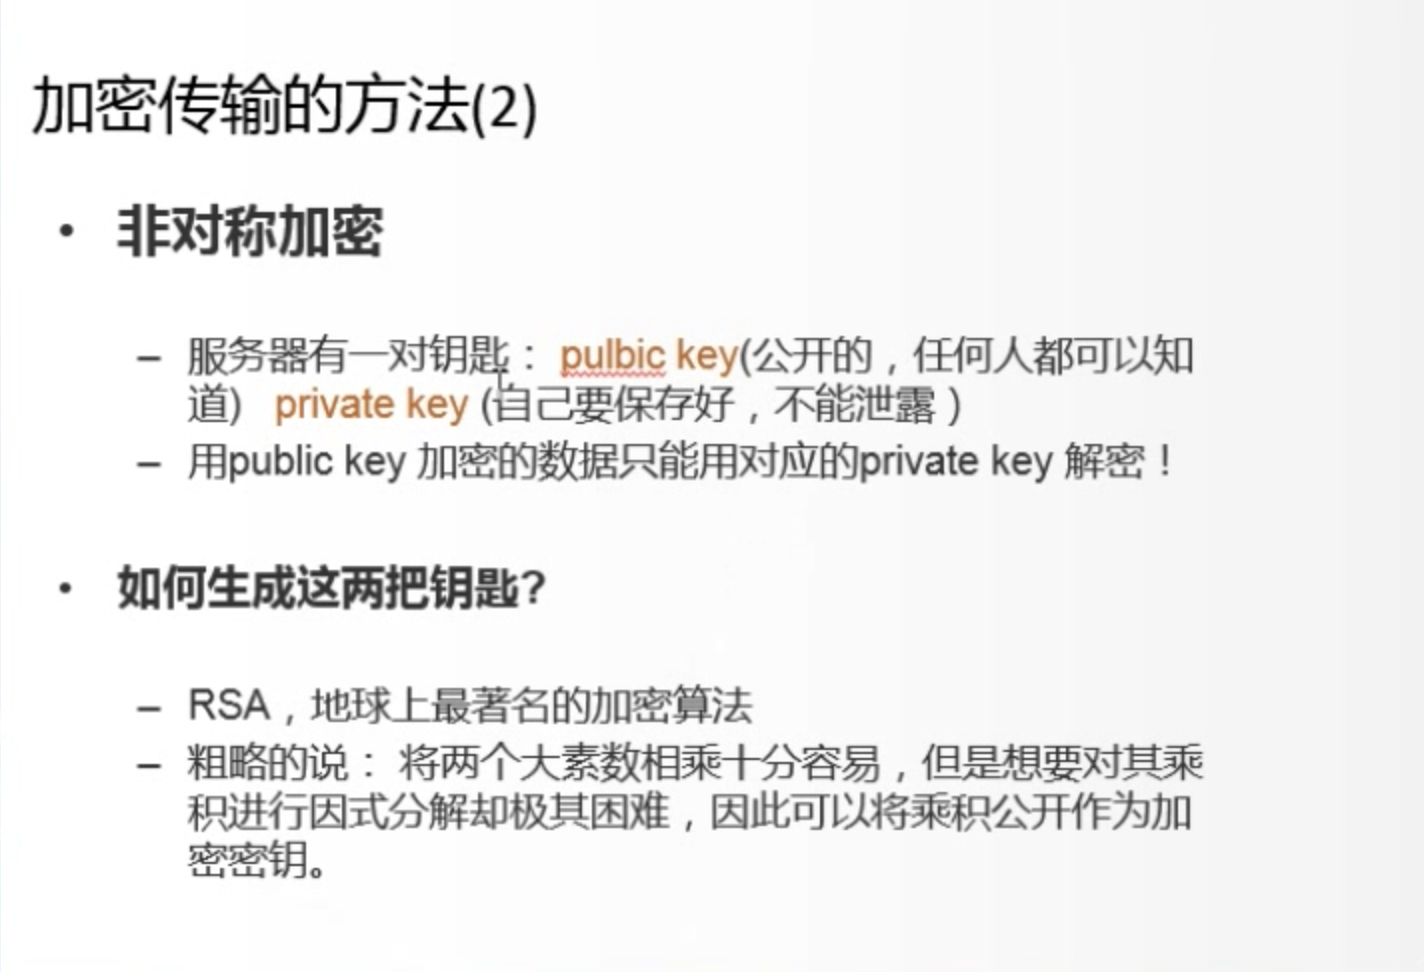 加密传输的方法(2)
• 非对称加密
– 服务器有一对钥匙： pulbic key(公开的，任何人都可以知
道) private key (自己要保存好，不能泄露）
– 用public key 加密的数据只能用对应的private key 解密！
• 如何生成这两把钥匙?
– RSA，地球上最著名的加密算法
– 粗略的说： 将两个大素数相乘十分容易，但是想要对其乘
积进行因式分解却极其困难，因此可以将乘积公开作为加
密密钥。